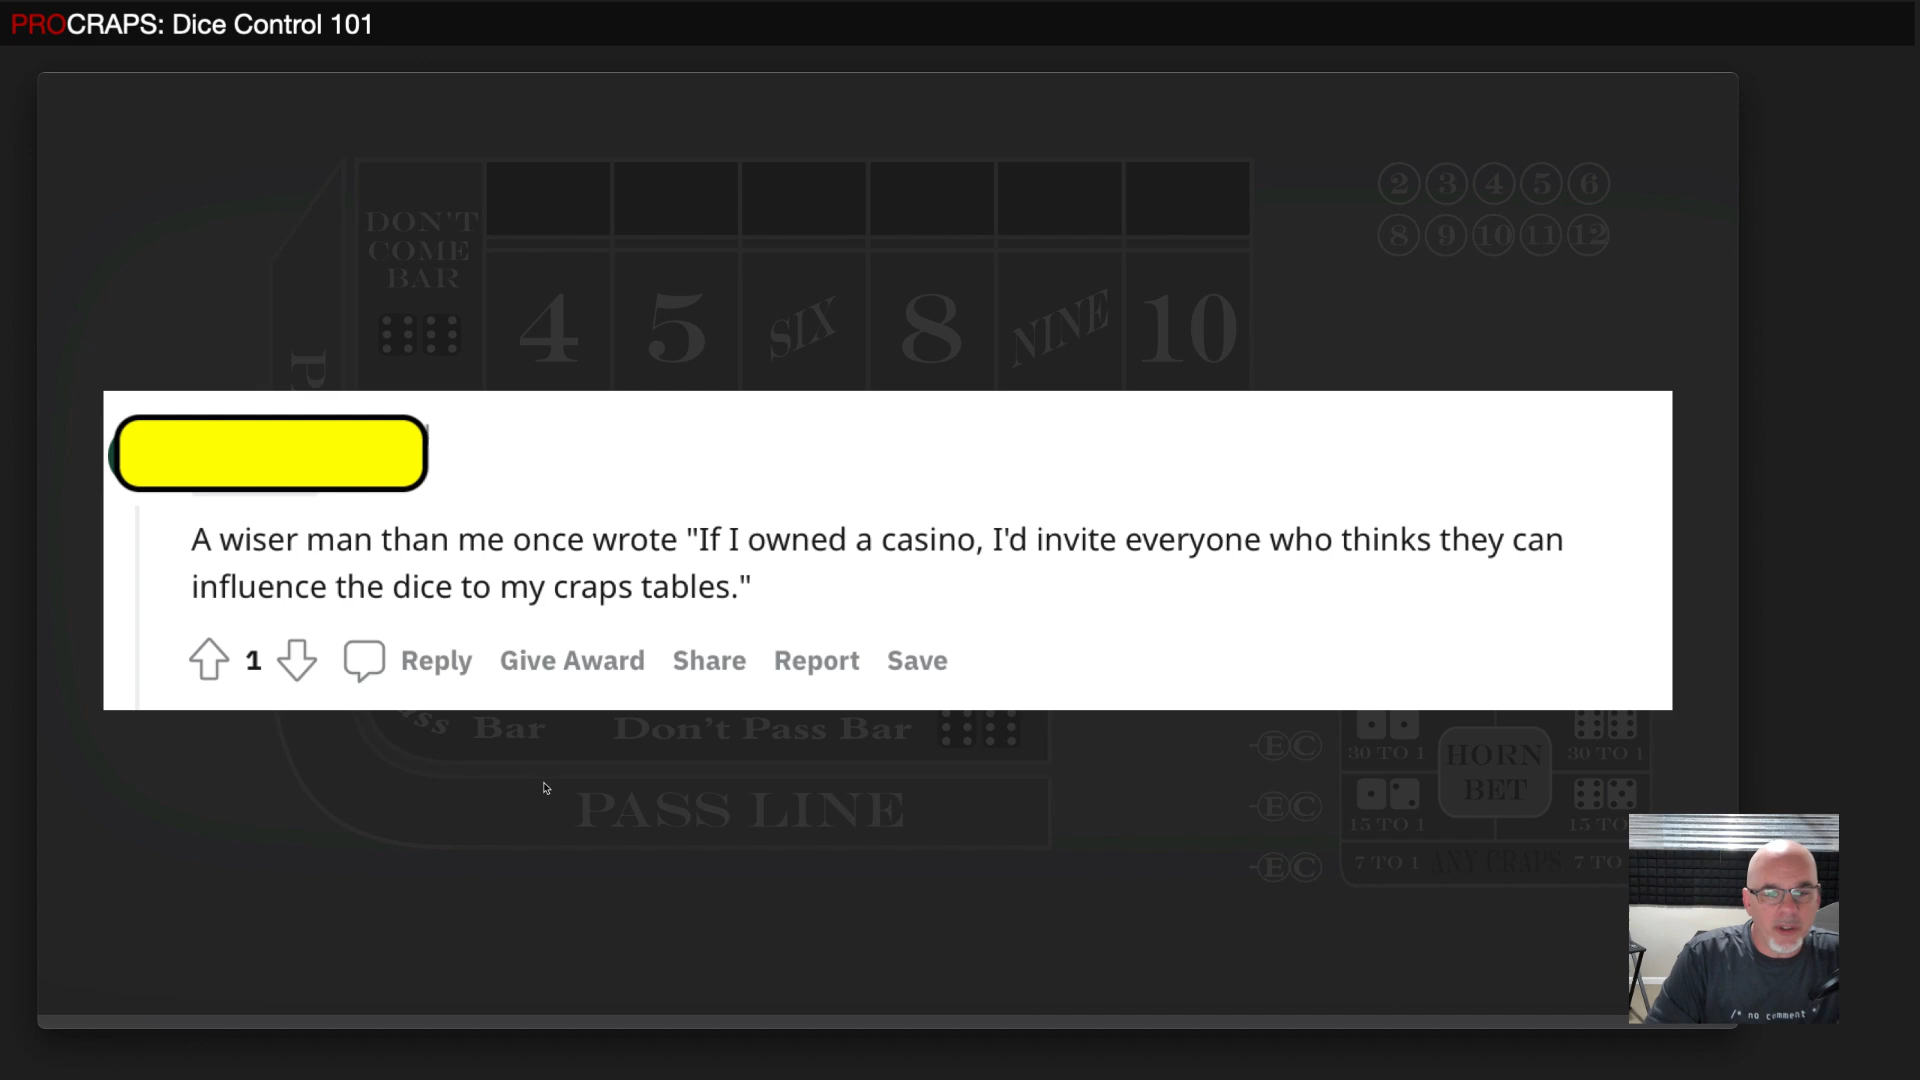 PROCRAPS: Dice Control 101
DON'T
COME
BAR
4 5 SIX 8 NINE 10
2 3 4 5 6
8 9 10 11 12
P
A wiser man than me once wrote "If I owned a casino, I'd invite everyone who thinks they can
influence the dice to my craps tables."
1 Reply Give Award Share Report Save
Bar Don't Pass Bar
PASS LINE
E C
E C
E C
30 TO 1 HORN BET 30 TO 1
15 TO 1 15 TO
7 TO 1 ANY CRAPS 7 TO
/* no comment *